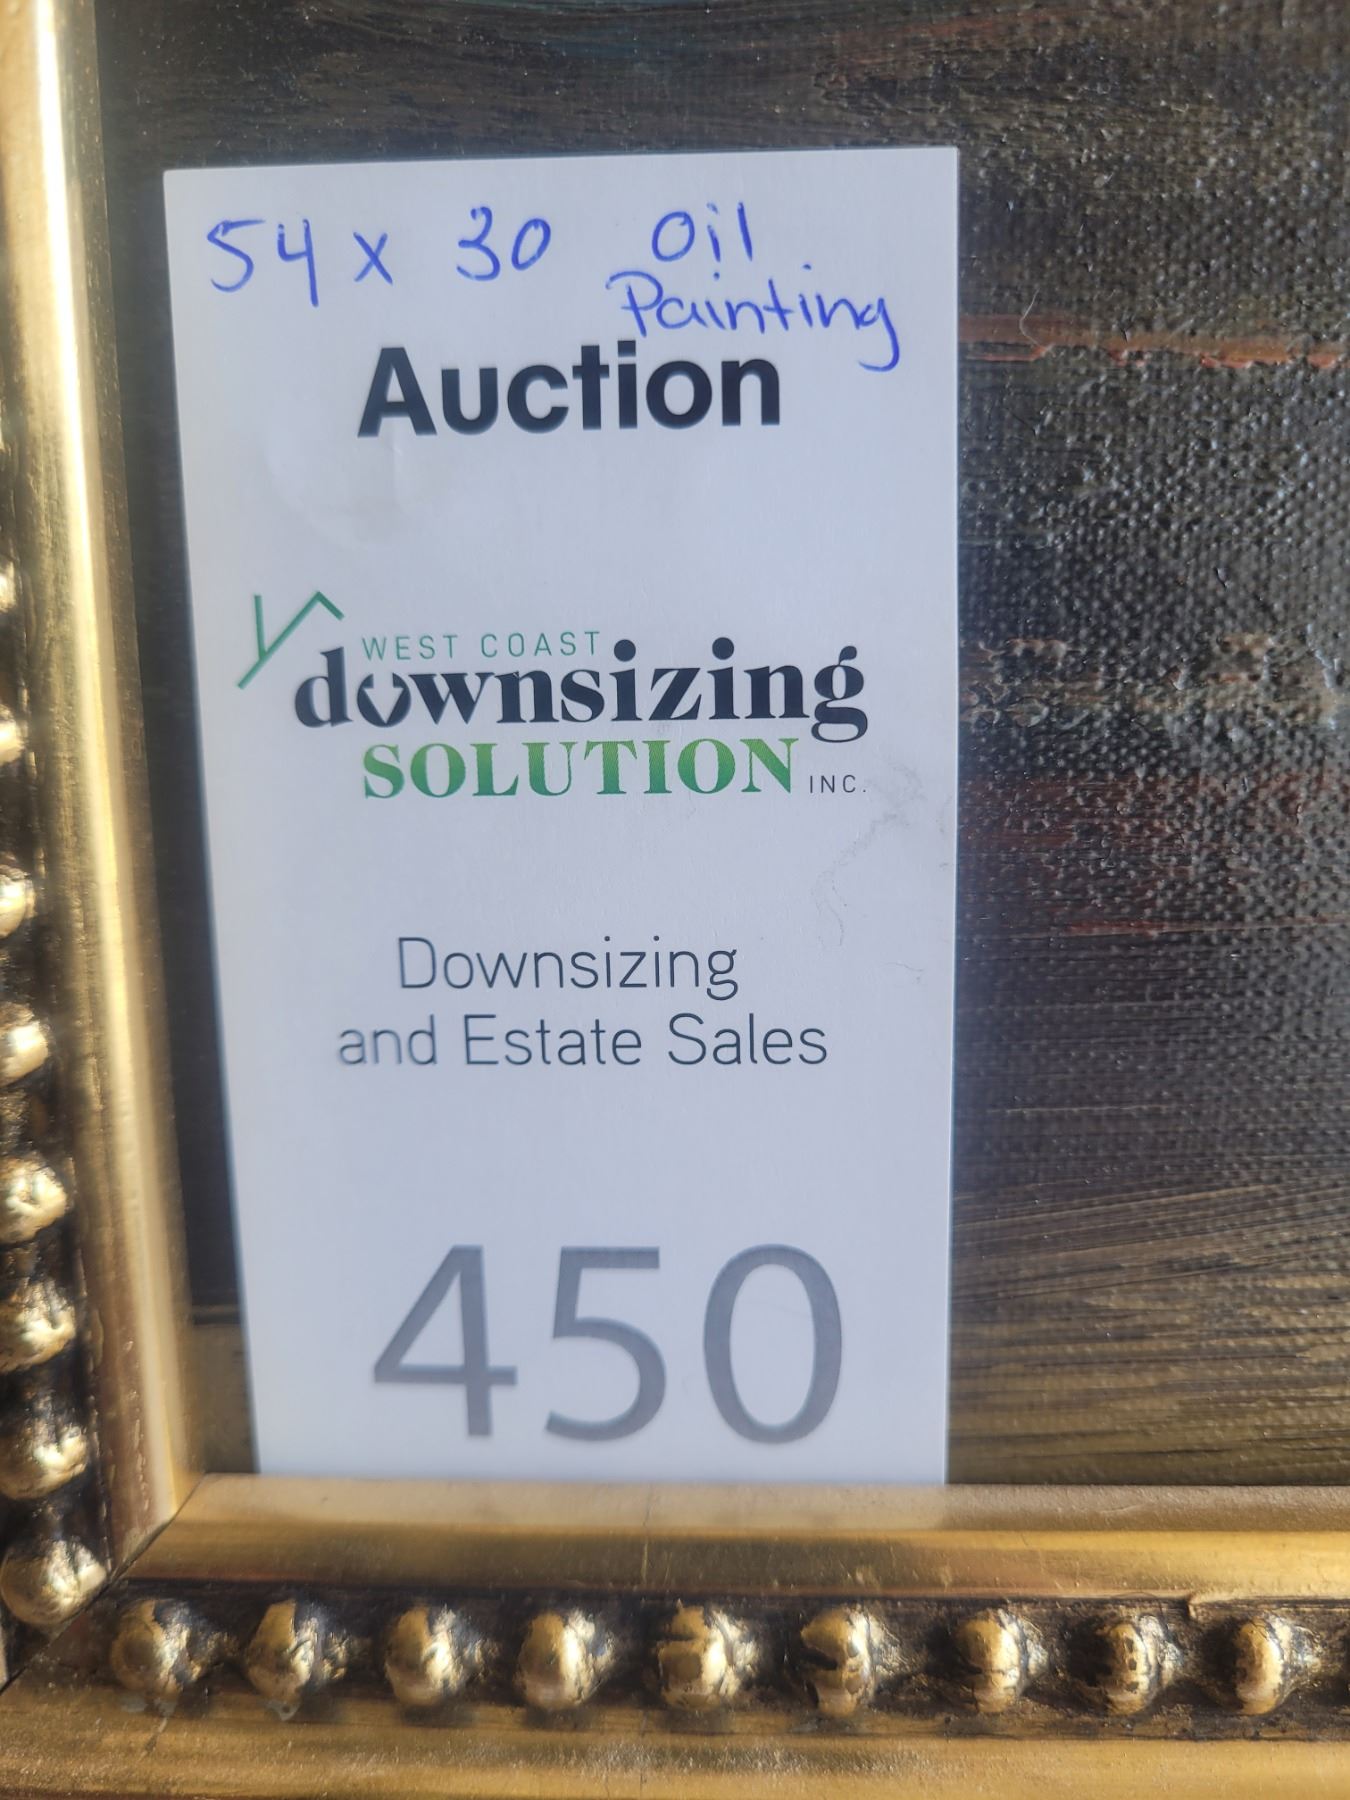 54 x 30 Oil
Painting
Auction
WEST COAST
downsizing
SOLUTION INC.
Downsizing
and Estate Sales
450